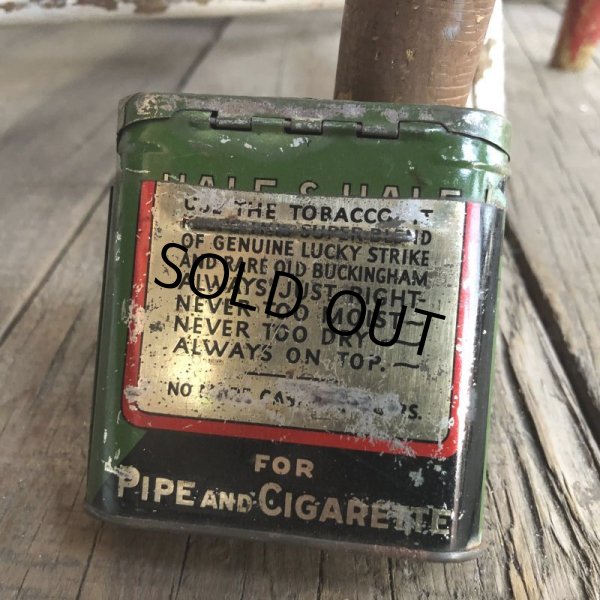 HALF & HALF
THE TOBACCO
SUPER-BLEND
OF GENUINE LUCKY STRIKE
AND RARE OLD BUCKINGHAM
ALWAYS JUST RIGHT-
NEVER TOO MOIST-
NEVER TOO DRY
ALWAYS ON TOP.-
NO
FOR
PIPE AND CIGARETTE
SOLD OUT